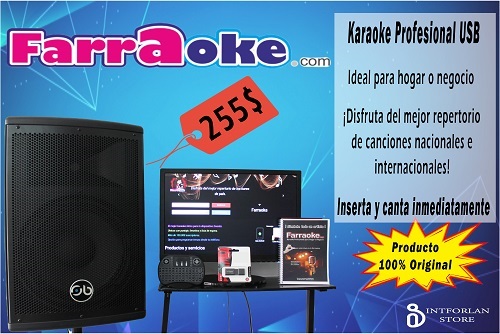 Farraoke.com
255$
Karaoke Profesional USB
Ideal para hogar o negocio
¡Disfruta del mejor repertorio
de canciones nacionales e
internacionales!
Inserta y canta inmediatamente
Producto
100% Original
INTFORLAN
STORE
Farraoke
Productos y servicios
Farraoke